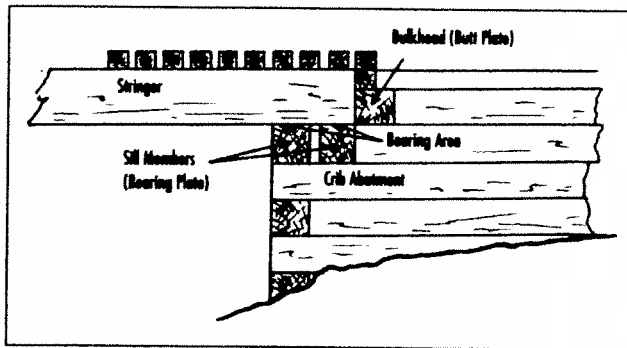 Bulkhead (Butt Plate)
Stringer
Bearing Area
Sill Members
(Bearing Plate)
Crib Abutment